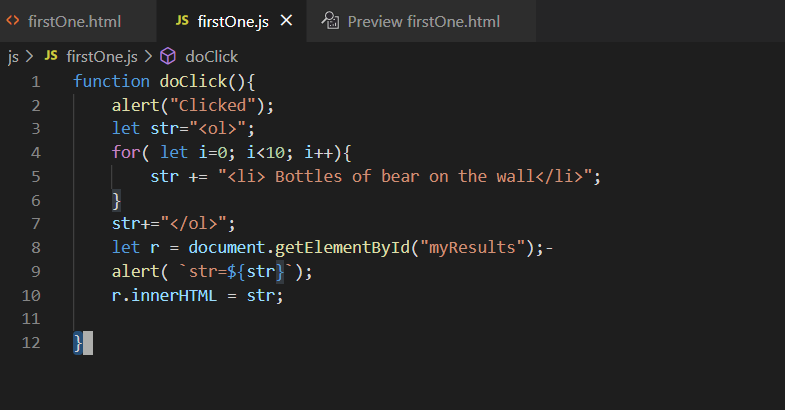 <> firstOne.html JS firstOne.js × Preview firstOne.html
js > JS firstOne.js > doClick
1 function doClick(){
2 alert("Clicked");
3 let str="<ol>";
4 for( let i=0; i<10; i++){
5 str += "<li> Bottles of bear on the wall</li>";
6 }
7 str+="</ol>";
8 let r = document.getElementById("myResults");-
9 alert( `str=${str}`);
10 r.innerHTML = str;
11
12 }